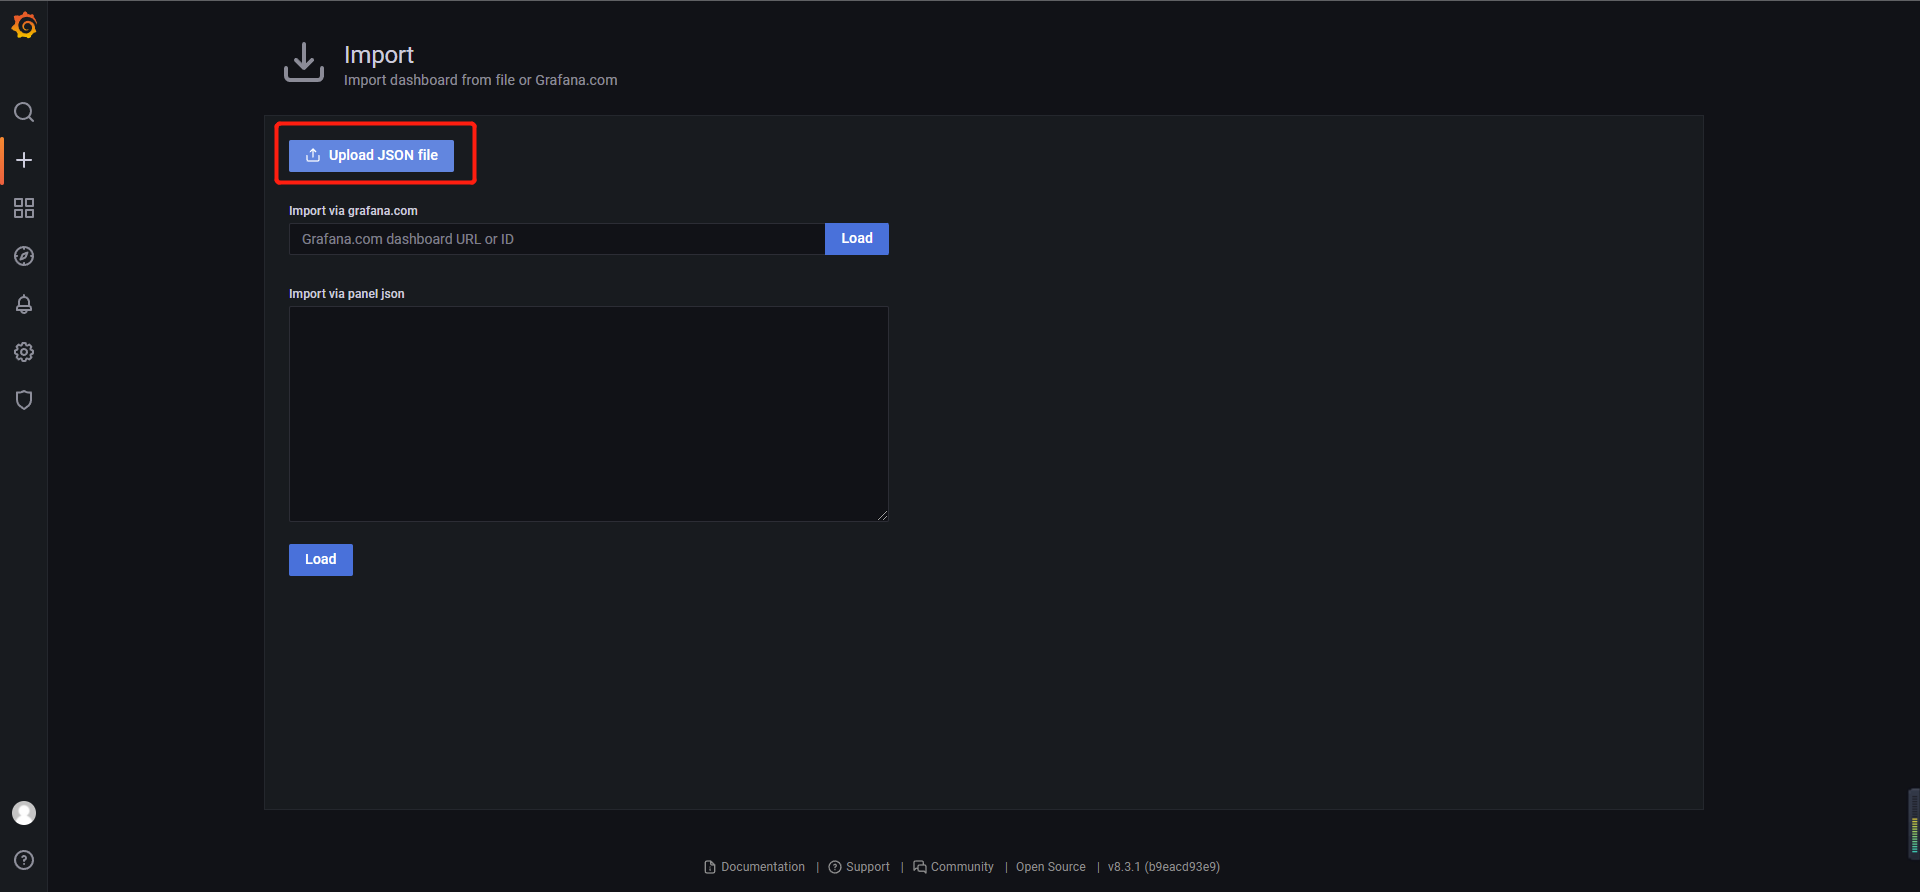 Import
Import dashboard from file or Grafana.com
Upload JSON file
Import via grafana.com
Grafana.com dashboard URL or ID
Load
Import via panel json
Load
Documentation | Support | Community | Open Source | v8.3.1 (b9eacd93e9)